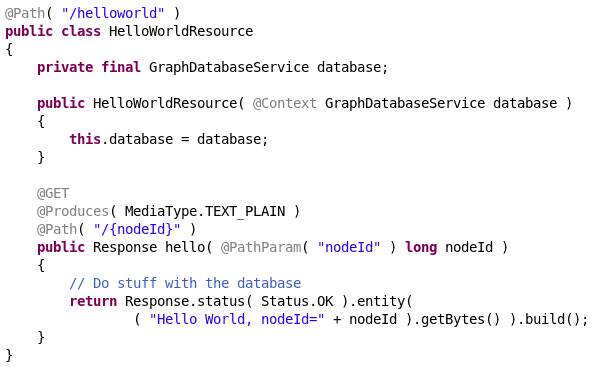 @Path( "/helloworld" )
public class HelloWorldResource
{
    private final GraphDatabaseService database;

    public HelloWorldResource( @Context GraphDatabaseService database )
    {
        this.database = database;
    }

    @GET
    @Produces( MediaType.TEXT_PLAIN )
    @Path( "/{nodeId}" )
    public Response hello( @PathParam( "nodeId" ) long nodeId )
    {
        // Do stuff with the database
        return Response.status( Status.OK ).entity(
                ( "Hello World, nodeId=" + nodeId ).getBytes() ).build();
    }
}